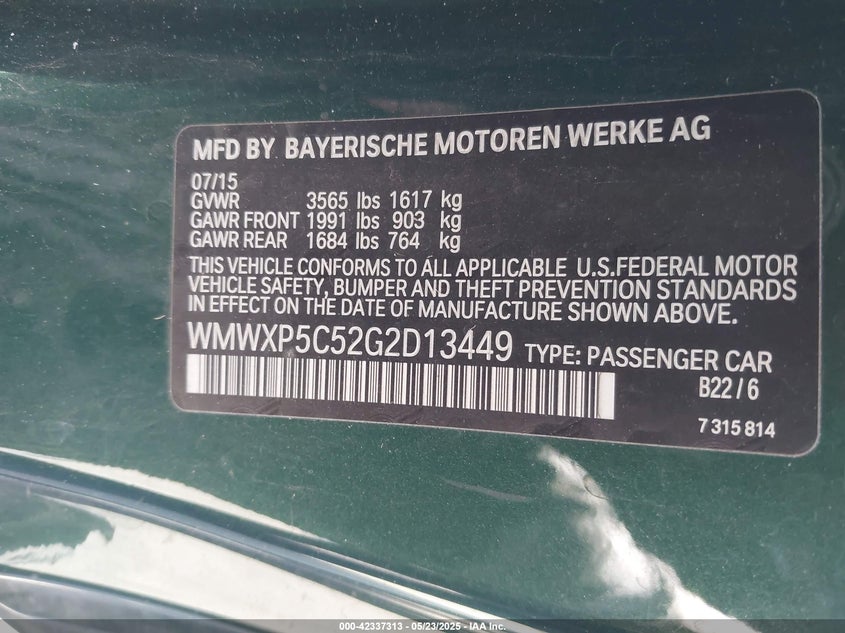 MFD BY BAYERISCHE MOTOREN WERKE AG
07/15
GVWR 3565 lbs 1617 kg
GAWR FRONT 1991 lbs 903 kg
GAWR REAR 1684 lbs 764 kg
THIS VEHICLE CONFORMS TO ALL APPLICABLE U.S.FEDERAL MOTOR
VEHICLE SAFETY, BUMPER AND THEFT PREVENTION STANDARDS
IN EFFECT ON THE DATE OF MANUFACTURE SHOWN ABOVE.
WMWXP5C52G2D13449 TYPE: PASSENGER CAR
B22/6
7 315 814
000-42337313 - 05/23/2025 - IAA Inc.